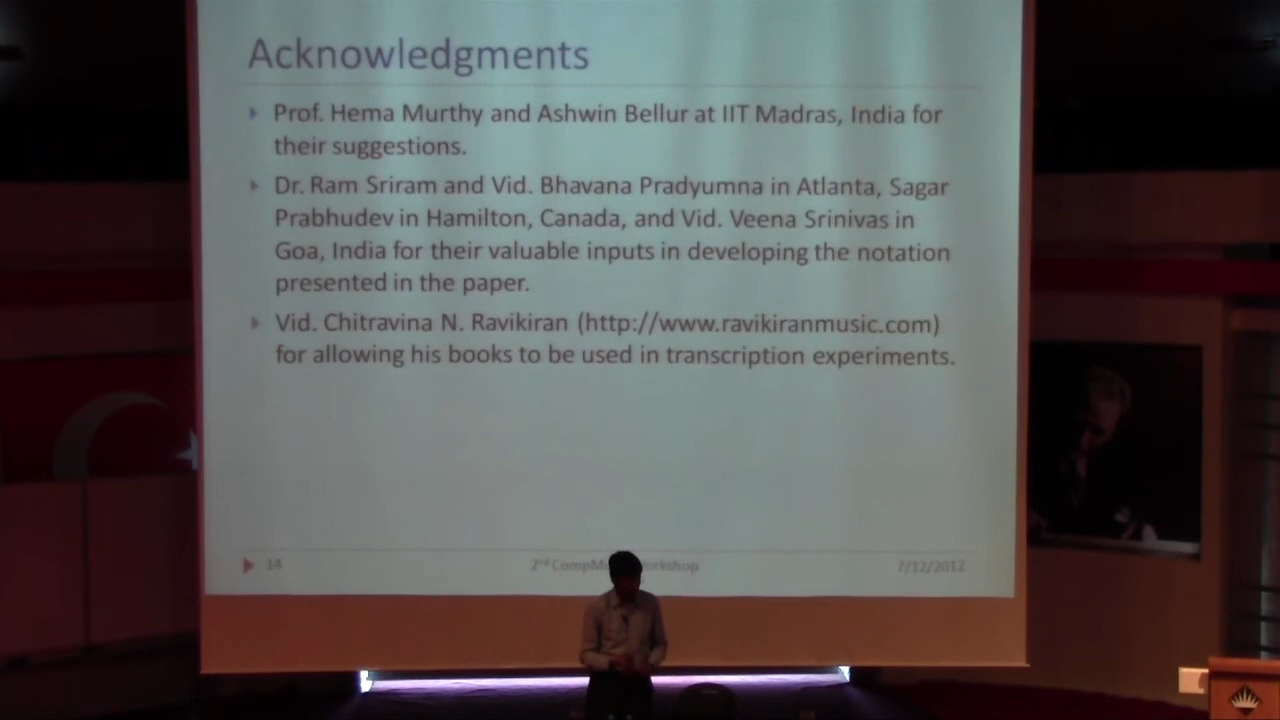 Acknowledgments
Prof. Hema Murthy and Ashwin Bellur at IIT Madras, India for
their suggestions.
Dr. Ram Sriram and Vid. Bhavana Pradyumna in Atlanta, Sagar
Prabhudev in Hamilton, Canada, and Vid. Veena Srinivas in
Goa, India for their valuable inputs in developing the notation
presented in the paper.
Vid. Chitravina N. Ravikiran (http://www.ravikiranmusic.com)
for allowing his books to be used in transcription experiments.
14
2nd
7/12/2012